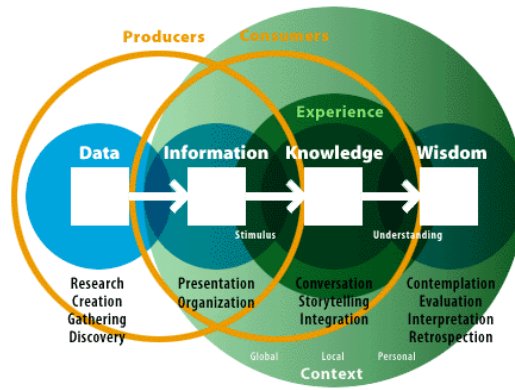 Producers
Consumers
Experience
Data
Information
Knowledge
Wisdom
Stimulus
Understanding
Research
Creation
Gathering
Discovery
Presentation
Organization
Conversation
Storytelling
Integration
Contemplation
Evaluation
Interpretation
Retrospection
Global
Local
Personal
Context